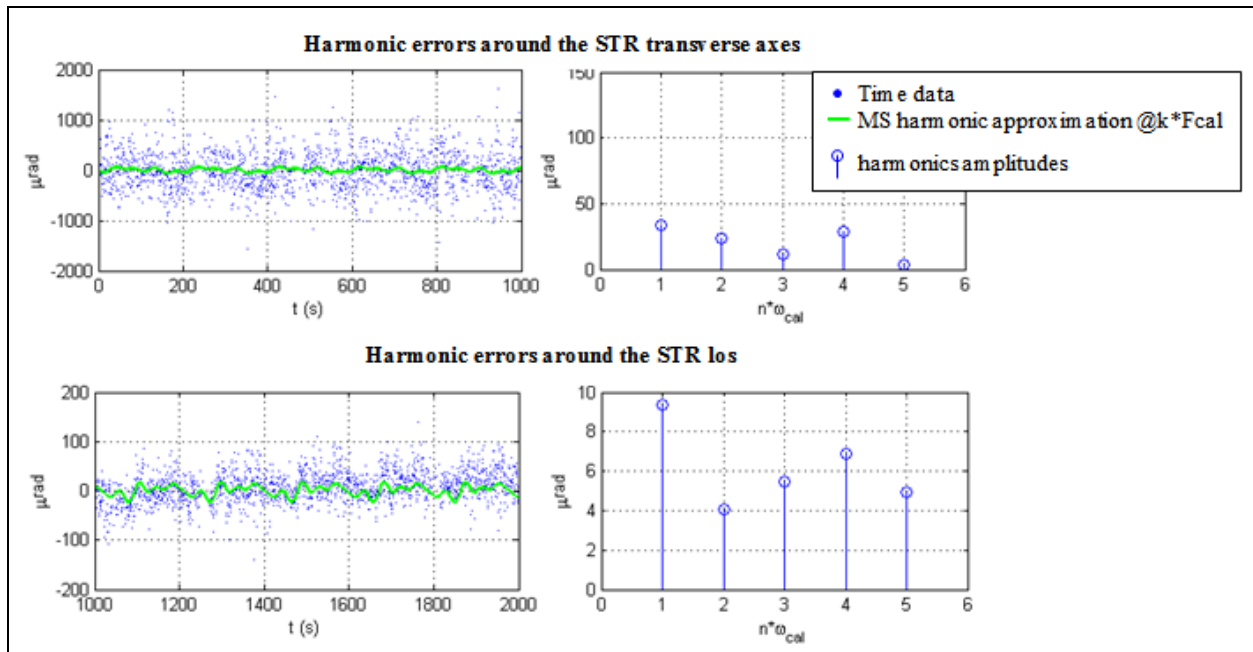 Harmonic errors around the STR transverse axes
2000
1000
0
-1000
-2000
μrad
0 200 400 600 800 1000
t (s)
150
100
50
0
μrad
0 1 2 3 4 5 6
n*ω_cal
Time data
MS harmonic approximation @k*Fcal
harmonics amplitudes
Harmonic errors around the STR los
200
100
0
-100
-200
μrad
1000 1200 1400 1600 1800 2000
t (s)
10
8
6
4
2
0
μrad
0 1 2 3 4 5 6
n*ω_cal